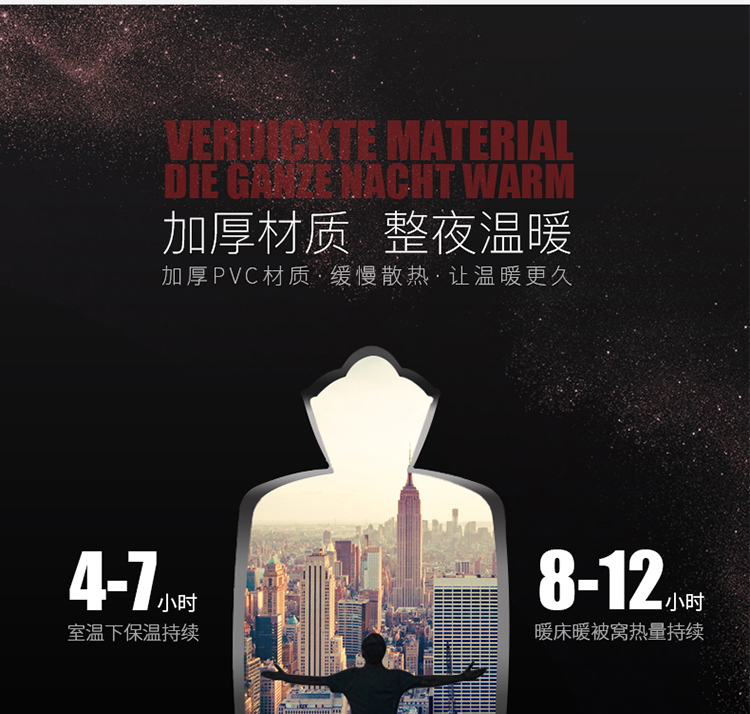 VERDICKTE MATERIAL
DIE GANZE NACHT WARM
加厚材质 整夜温暖
加厚PVC材质·缓慢散热·让温暖更久
4-7小时
室温下保温持续
8-12小时
暖床暖被窝热量持续